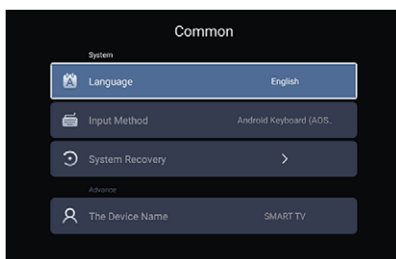 Common
System
Language English
Input Method Android Keyboard (AOS..
System Recovery
Advance
The Device Name SMART TV